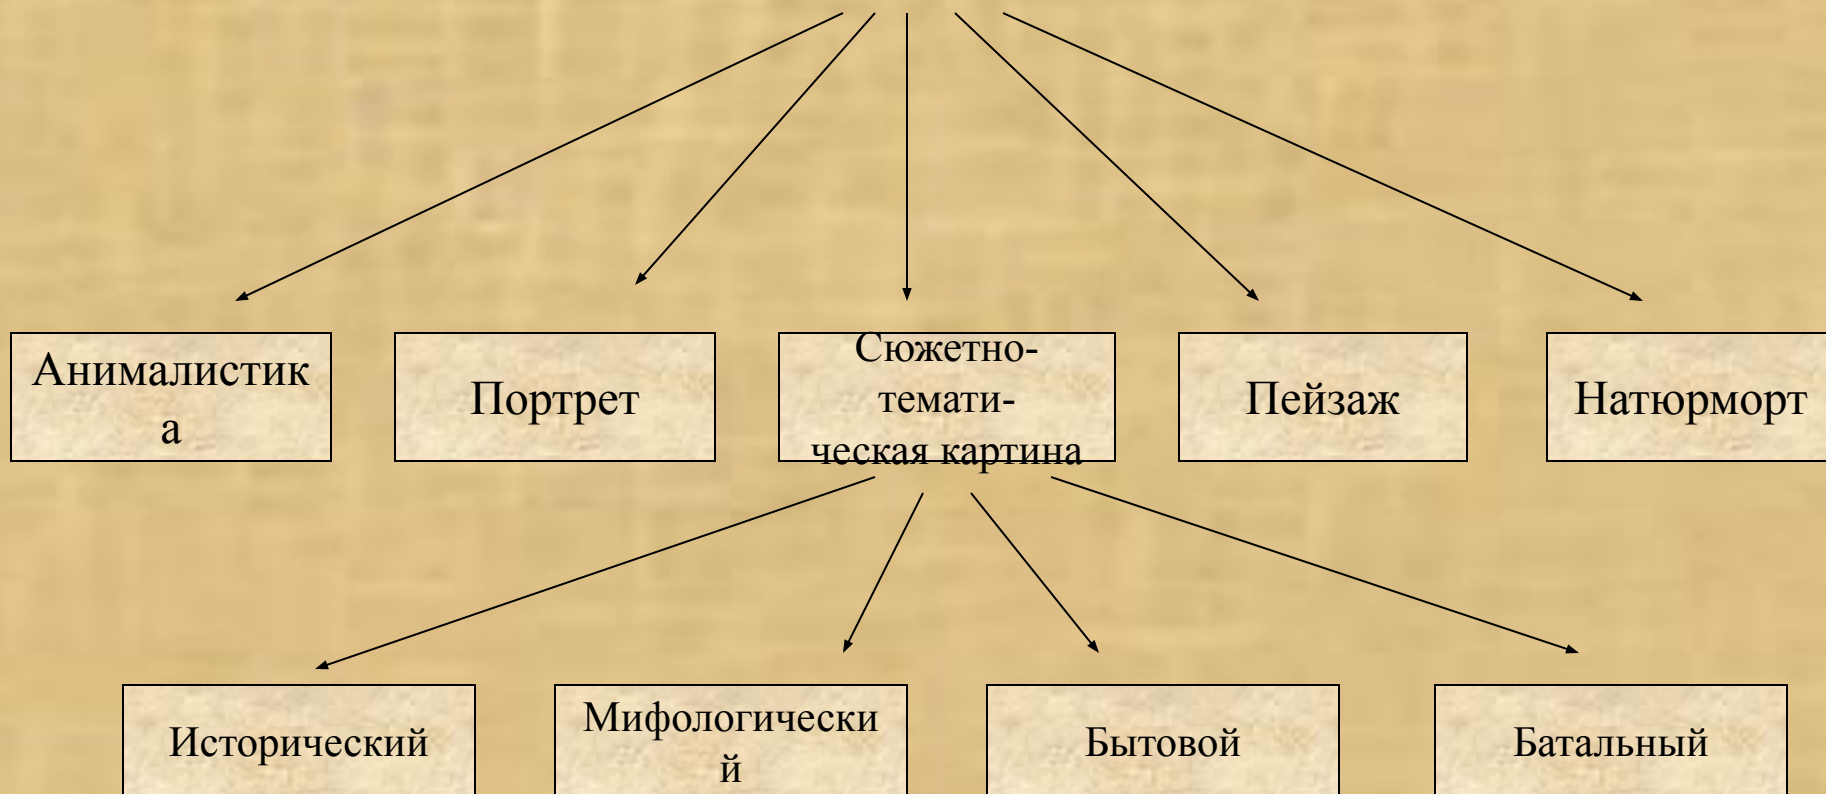 Анималистик
а
Портрет
Сюжетно-
темати-
ческая картина
Пейзаж
Натюрморт
Исторический
Мифологически
й
Бытовой
Батальный